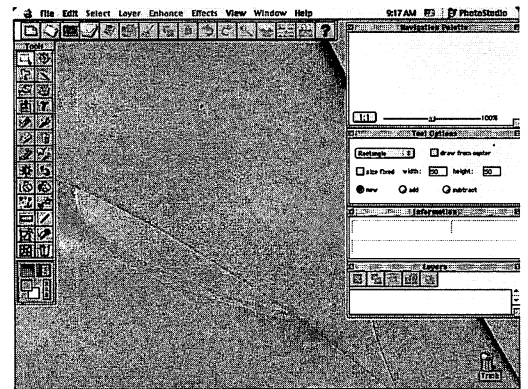 File Edit Select Layer Enhance Effects View Window Help 9:17 AM PhotoStudio
Navigation Palette
Tools
1:1 100%
Tool Options
Rectangle draw from center
size fixed width: 50 height: 50
new add subtract
Information
Layers
Trash